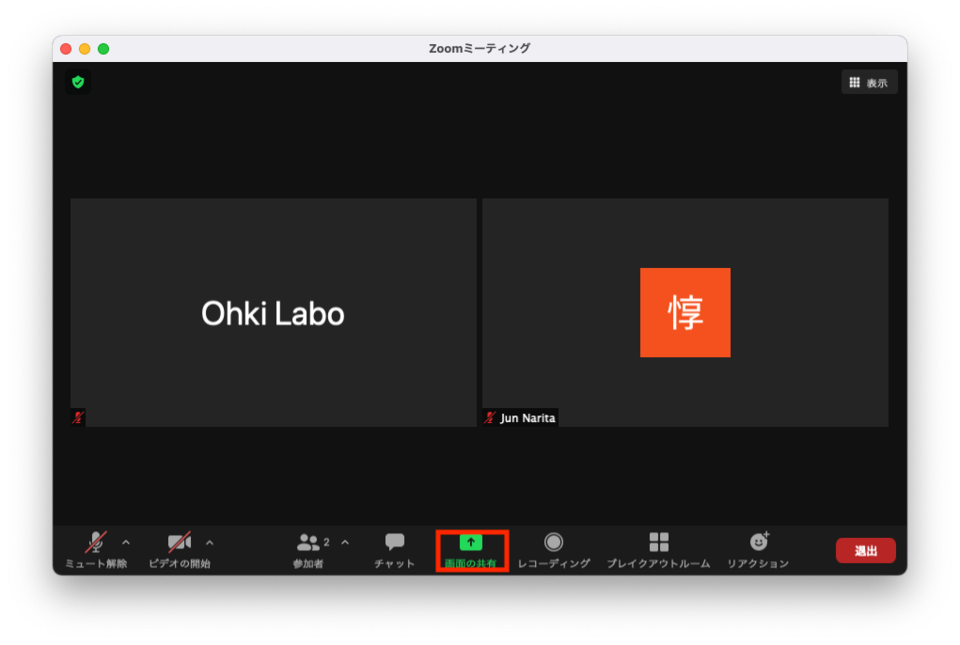 Zoomミーティング
表示
Ohki Labo
惇
Jun Narita
2
ミュート解除
ビデオの開始
参加者
チャット
画面の共有
レコーディング
ブレイクアウトルーム
リアクション
退出